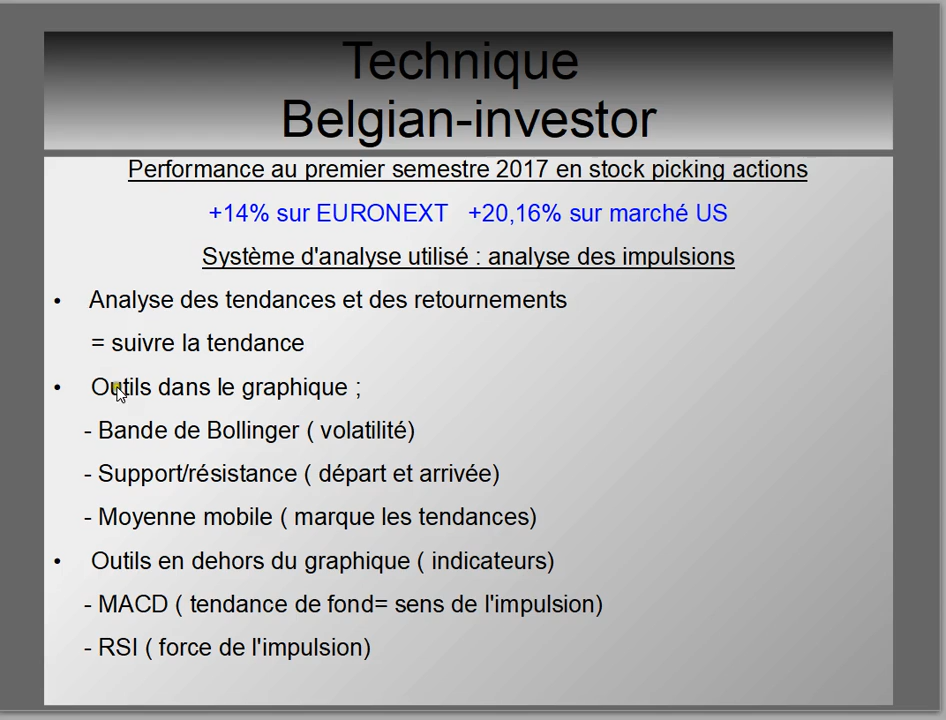 Technique
Belgian-investor
Performance au premier semestre 2017 en stock picking actions
+14% sur EURONEXT +20,16% sur marché US
Système d'analyse utilisé : analyse des impulsions
• Analyse des tendances et des retournements
= suivre la tendance
• Outils dans le graphique ;
- Bande de Bollinger ( volatilité)
- Support/résistance ( départ et arrivée)
- Moyenne mobile ( marque les tendances)
• Outils en dehors du graphique ( indicateurs)
- MACD ( tendance de fond= sens de l'impulsion)
- RSI ( force de l'impulsion)